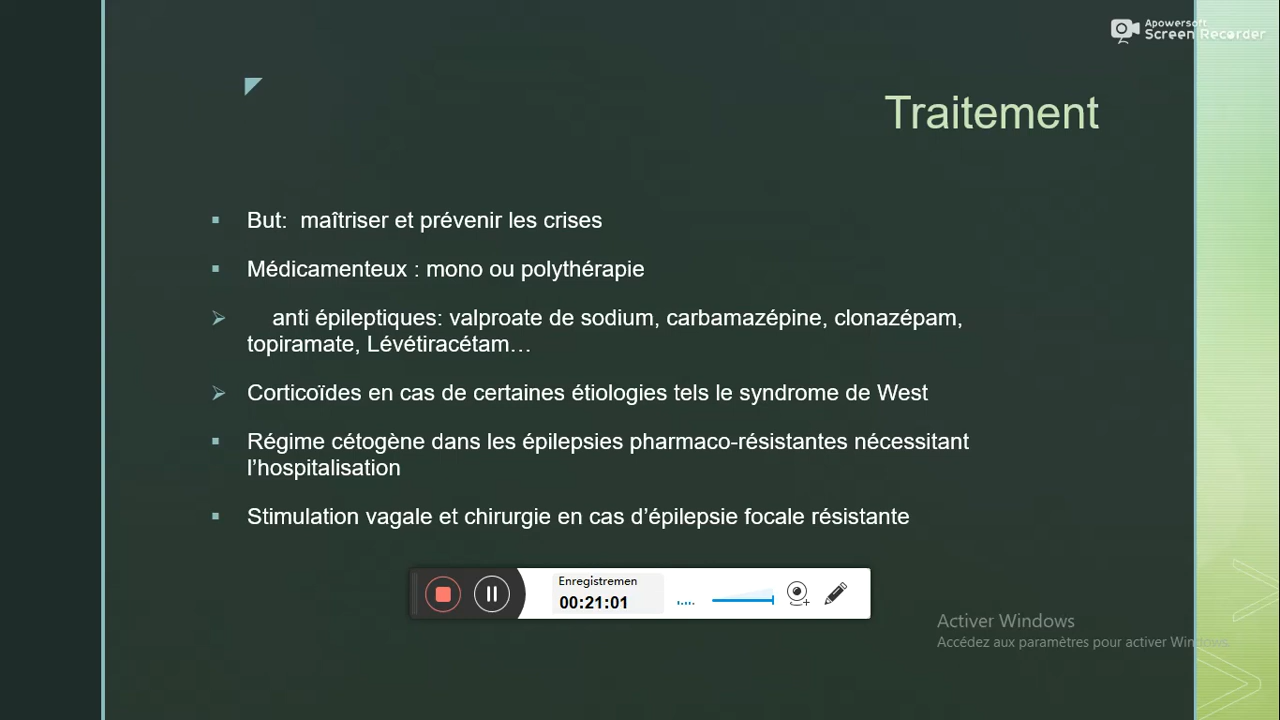 Apowersoft
Screen Recorder
Traitement
▪ But:  maîtriser et prévenir les crises
▪ Médicamenteux : mono ou polythérapie
➢ anti épileptiques: valproate de sodium, carbamazépine, clonazépam,
topiramate, Lévétiracétam…
➢ Corticoïdes en cas de certaines étiologies tels le syndrome de West
▪ Régime cétogène dans les épilepsies pharmaco-résistantes nécessitant
l’hospitalisation
▪ Stimulation vagale et chirurgie en cas d’épilepsie focale résistante
Enregistremen
00:21:01
Activer Windows
Accédez aux paramètres pour activer Windows.